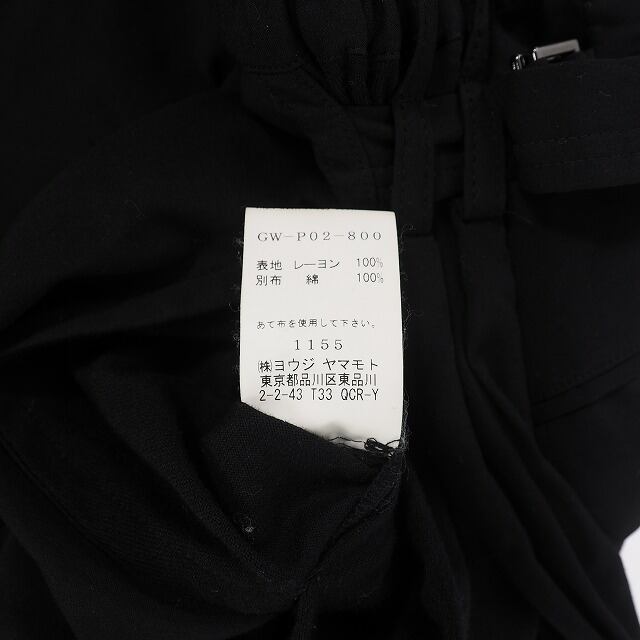 GW-P02-800
表地 レーヨン 100%
別布 綿 100%
あて布を使用して下さい。
1155
㈱ヨウジ ヤマモト
東京都品川区東品川
2-2-43 T33 QCR-Y